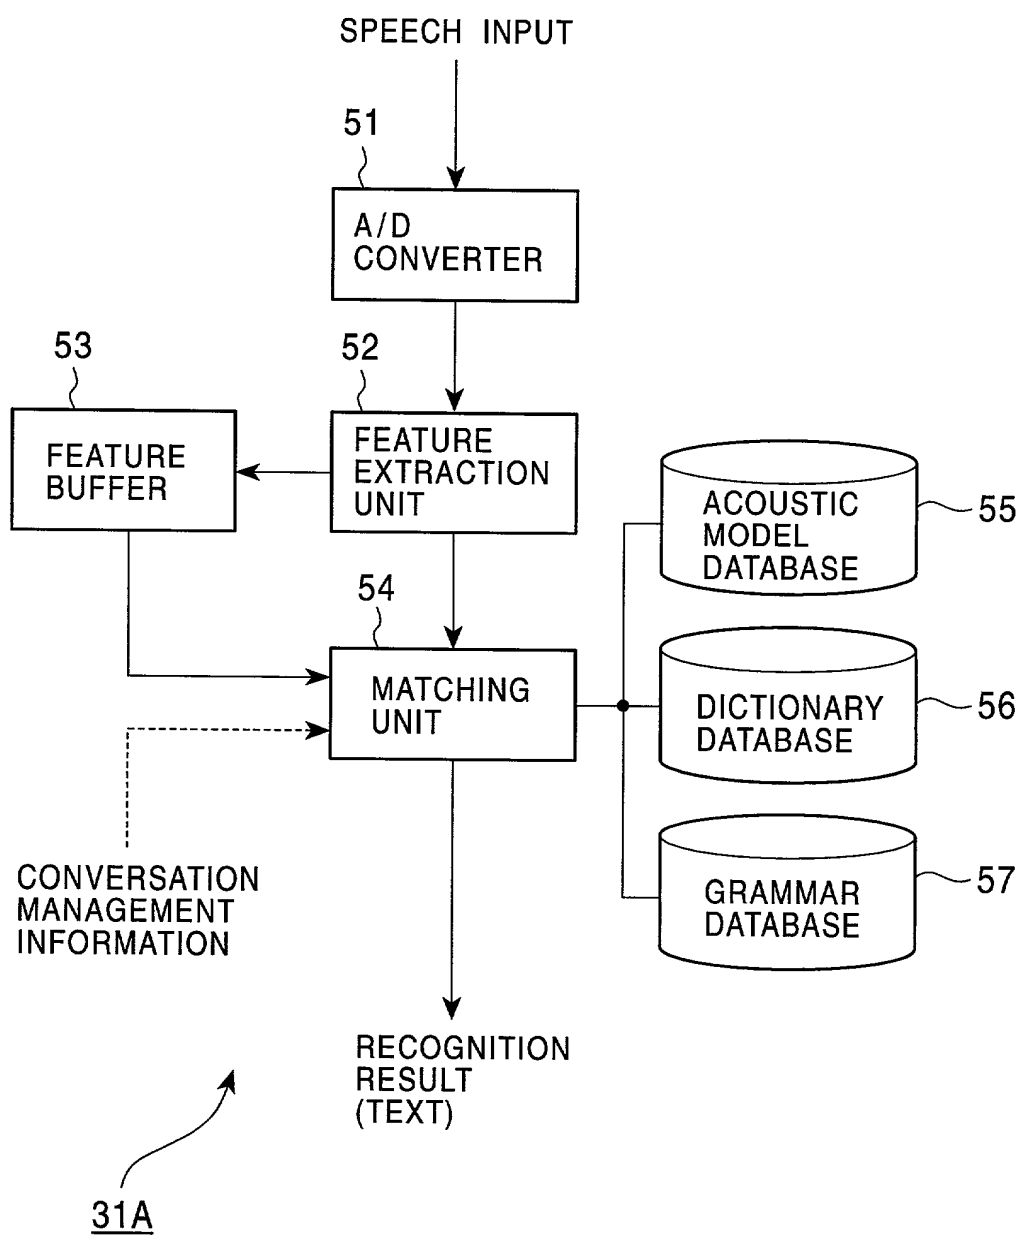 SPEECH INPUT
51
A/D
CONVERTER
53
52
FEATURE
BUFFER
FEATURE
EXTRACTION
UNIT
ACOUSTIC
MODEL
DATABASE
55
54
MATCHING
UNIT
DICTIONARY
DATABASE
56
CONVERSATION
MANAGEMENT
INFORMATION
GRAMMAR
DATABASE
57
RECOGNITION
RESULT
(TEXT)
31A